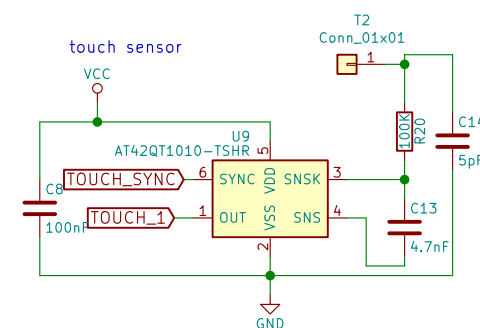 T2
Conn_01x01
touch sensor
1
VCC
C14
5pF
100K
R20
U9
AT42QT1010-TSHR
5
TOUCH_SYNC
6
SYNC
VDD
SNSK
3
C8
100nF
TOUCH_1
1
OUT
VSS
SNS
4
C13
4.7nF
2
GND